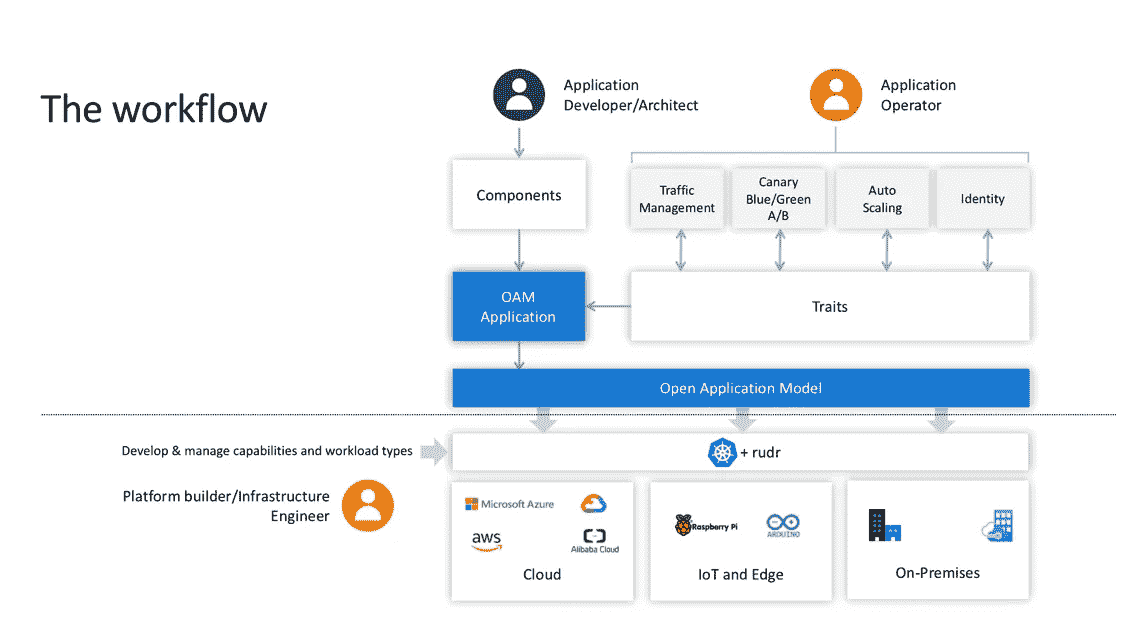 The workflow
Application
Developer/Architect
Application
Operator
Components
Traffic
Management
Canary
Blue/Green
A/B
Auto
Scaling
Identity
OAM
Application
Traits
Open Application Model
Develop & manage capabilities and workload types
+ rudr
Platform builder/Infrastructure
Engineer
Microsoft Azure
aws
Alibaba Cloud
Cloud
Raspberry Pi
ARDUINO
IoT and Edge
On-Premises